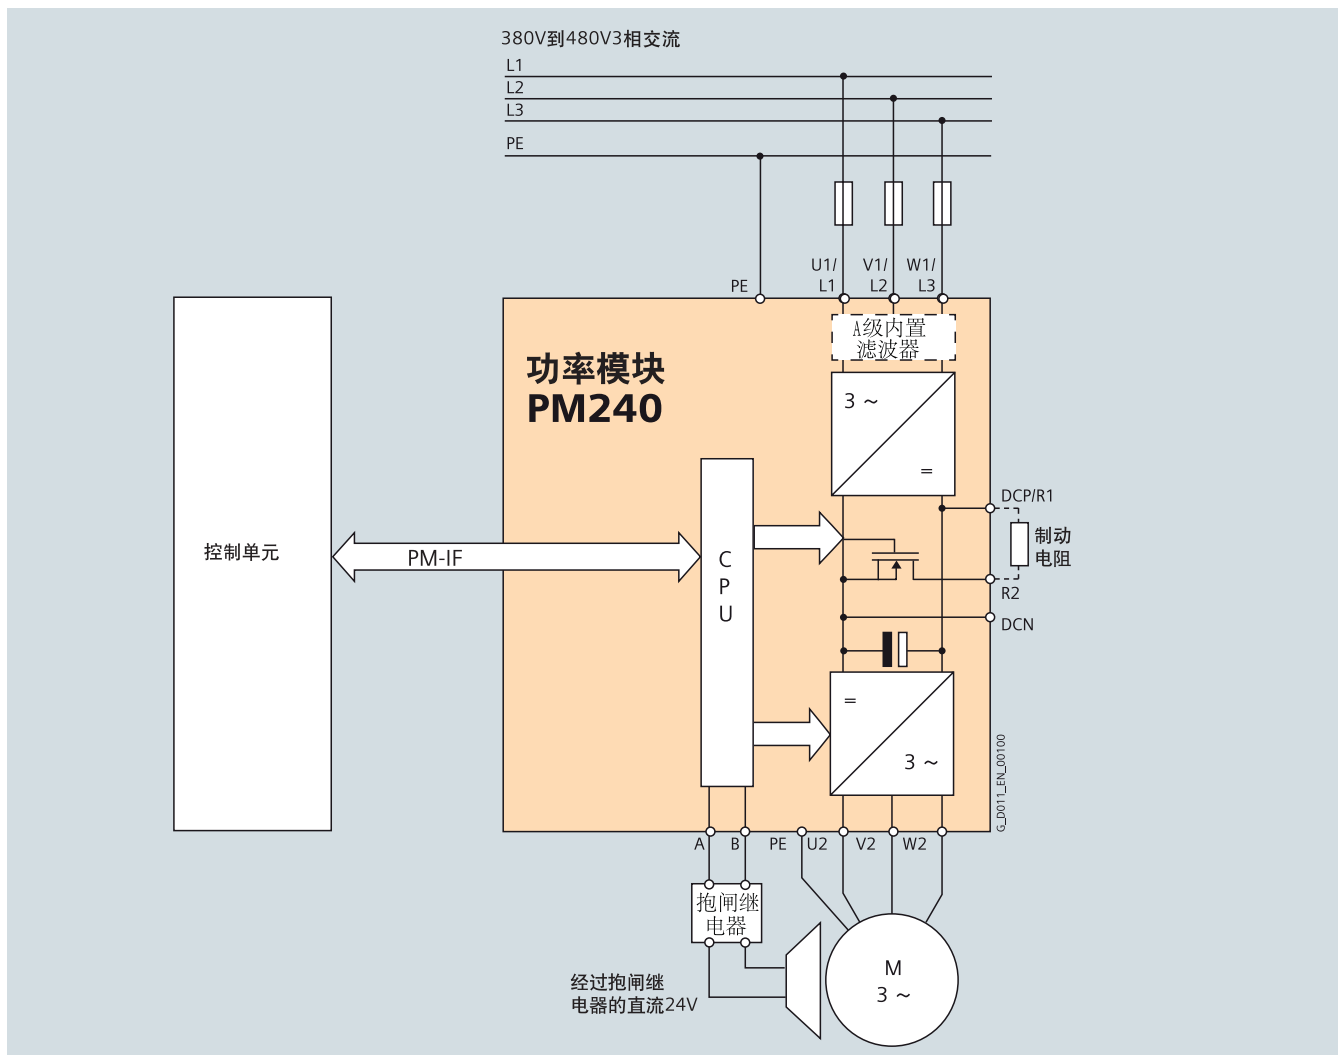 380V到480V3相交流
L1
L2
L3
PE
U1/ V1/ W1/
PE L1 L2 L3
A级内置
滤波器
功率模块
PM240
3 ~
=
DCP/R1
制动
电阻
控制单元
PM-IF
C
P
U
R2
DCN
=
3 ~
G_D011_EN_00100
A B PE U2 V2 W2
抱闸继
电器
经过抱闸继
电器的直流24V
M
3 ~